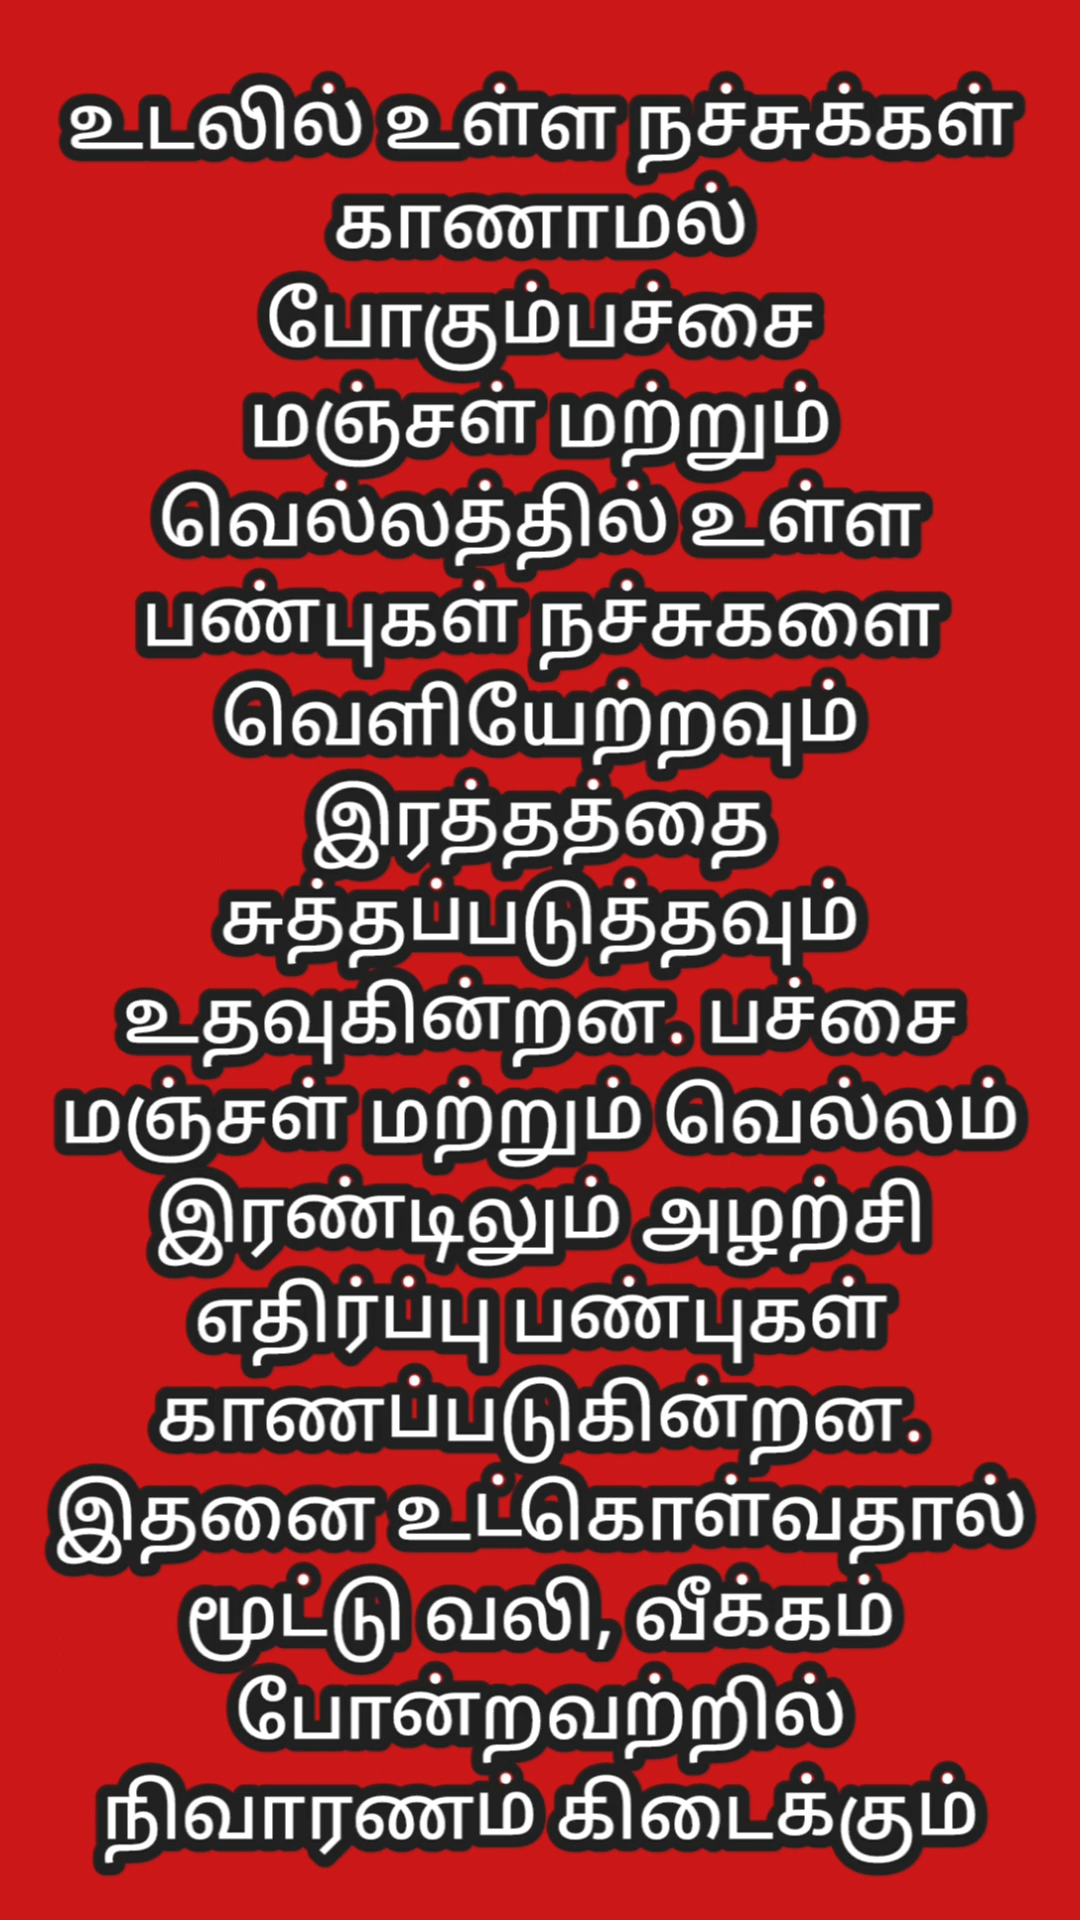 உடலில் உள்ள நச்சுக்கள்
காணாமல்
போகும்பச்சை
மஞ்சள் மற்றும்
வெல்லத்தில் உள்ள
பண்புகள் நச்சுகளை
வெளியேற்றவும்
இரத்தத்தை
சுத்தப்படுத்தவும்
உதவுகின்றன. பச்சை
மஞ்சள் மற்றும் வெல்லம்
இரண்டிலும் அழற்சி
எதிர்ப்பு பண்புகள்
காணப்படுகின்றன.
இதனை உட்கொள்வதால்
மூட்டு வலி, வீக்கம்
போன்றவற்றில்
நிவாரணம் கிடைக்கும்